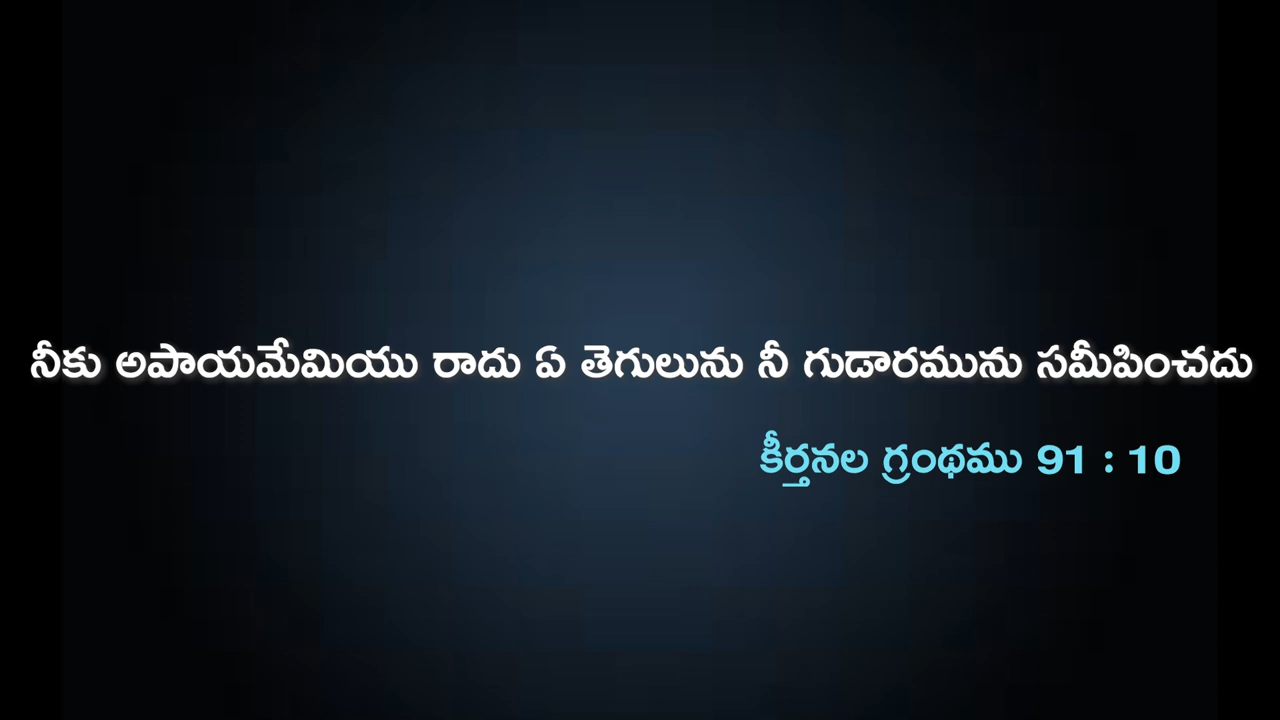 నీకు అపాయమేమియు రాదు ఏ తెగులును నీ గుడారమును సమీపించదు
కీర్తనల గ్రంథము 91 : 10